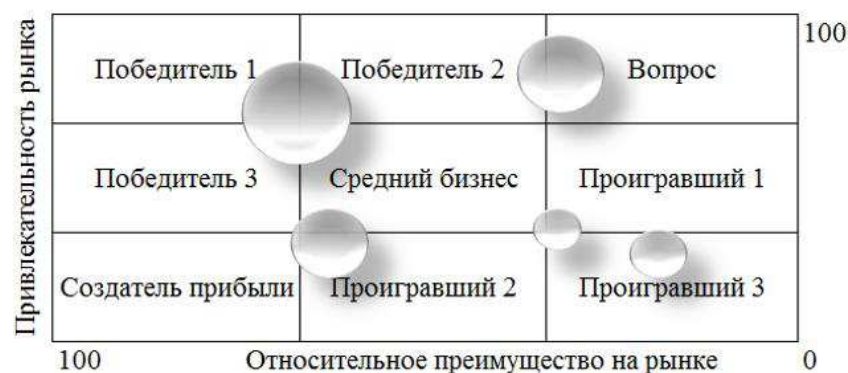 Привлекательность рынка
100
Победитель 1
Победитель 2
Вопрос
Победитель 3
Средний бизнес
Проигравший 1
Создатель прибыли
Проигравший 2
Проигравший 3
100
Относительное преимущество на рынке
0